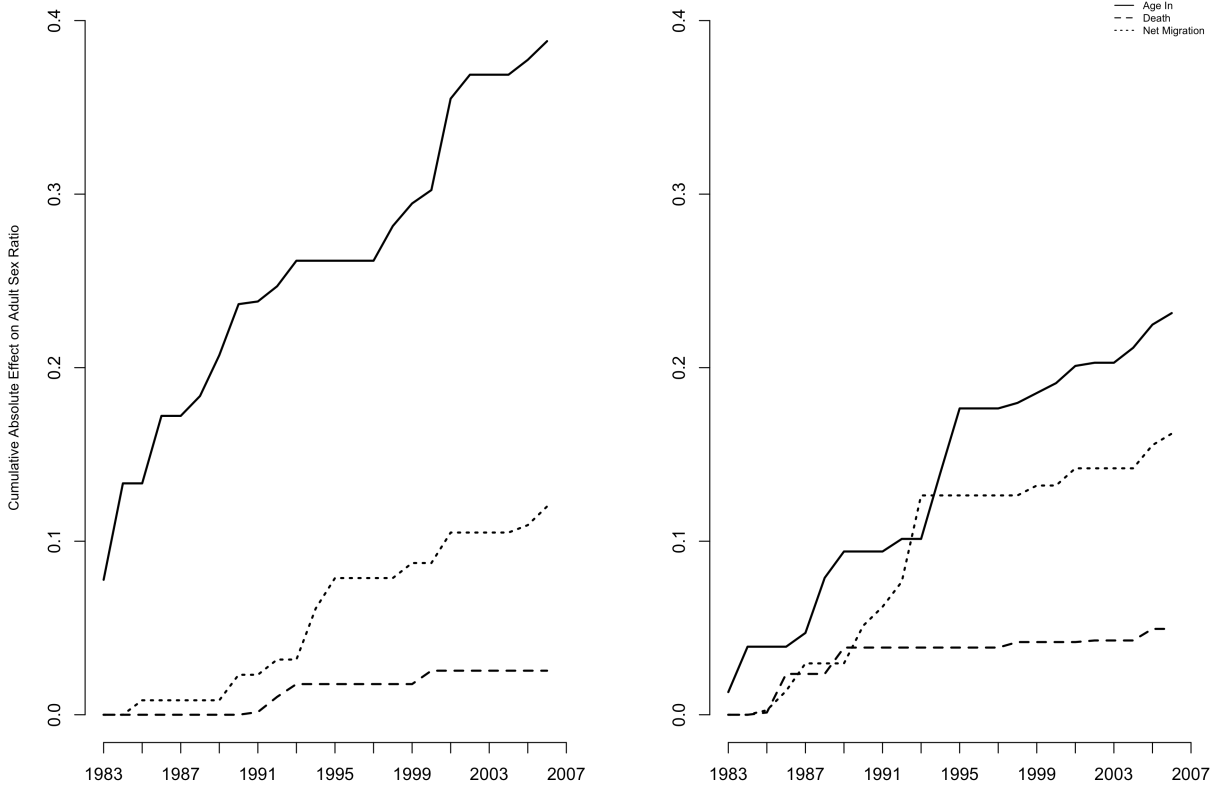 Cumulative Absolute Effect on Adult Sex Ratio
0.4
0.3
0.2
0.1
0.0
1983 1987 1991 1995 1999 2003 2007
Age In
Death
Net Migration
0.4
0.3
0.2
0.1
0.0
1983 1987 1991 1995 1999 2003 2007